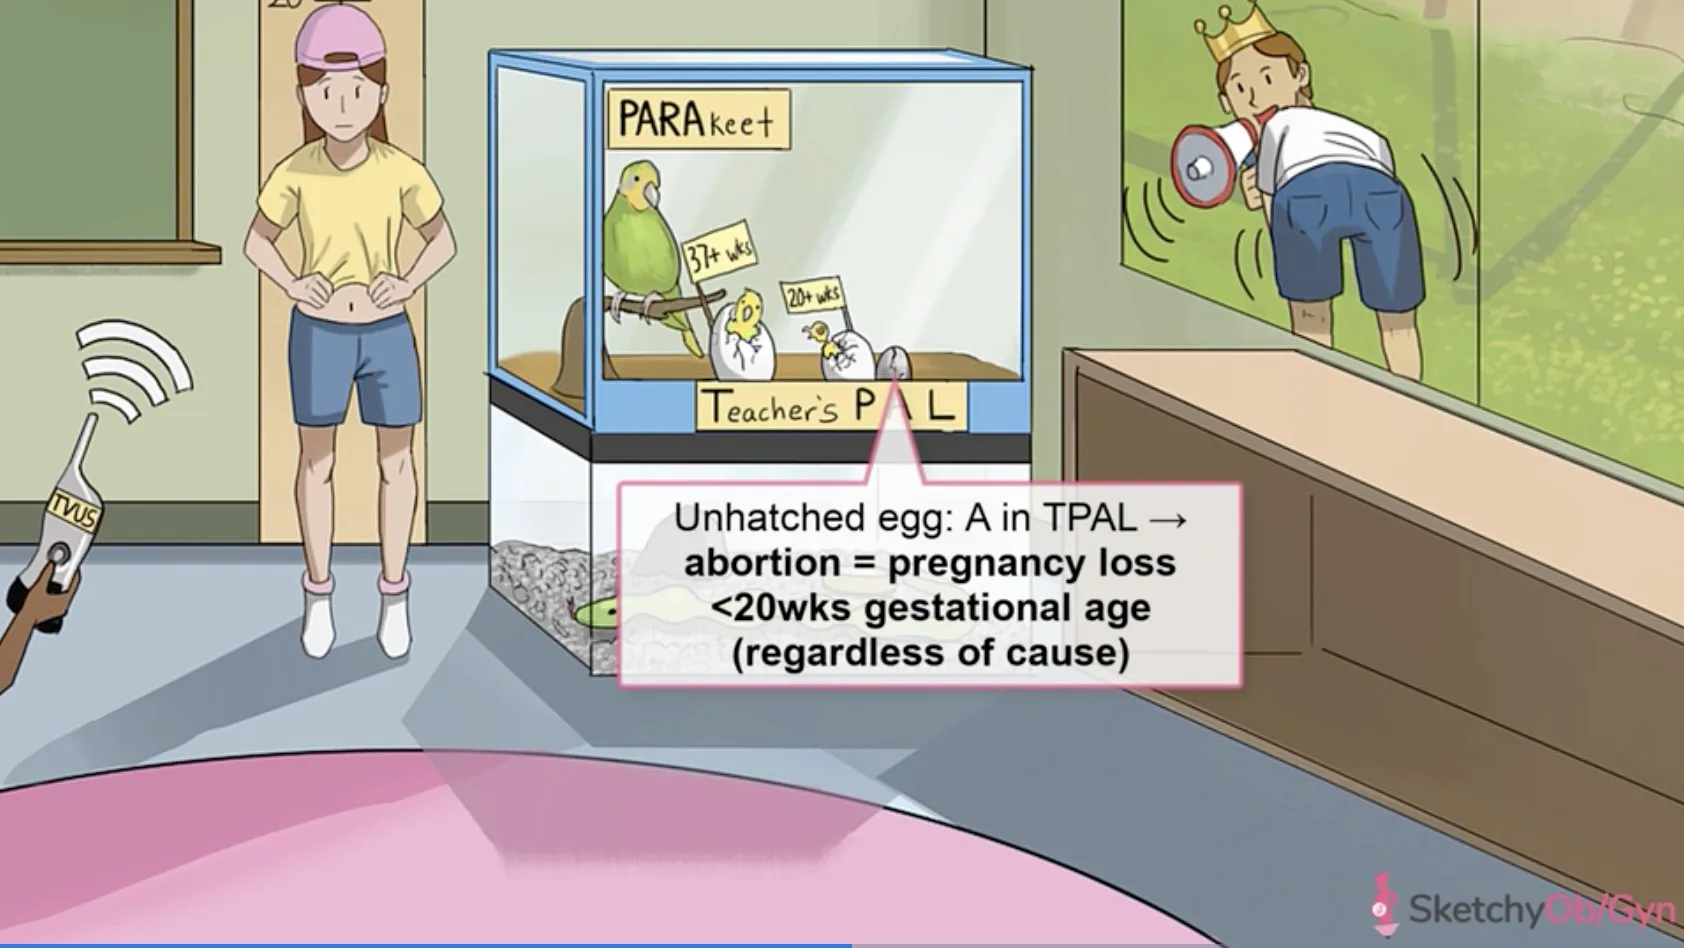 20
PARAkeet
37+ wks
20+ wks
Teacher's P A L
TVUS
Unhatched egg: A in TPAL →
abortion = pregnancy loss
<20wks gestational age
(regardless of cause)
SketchyOb/Gyn